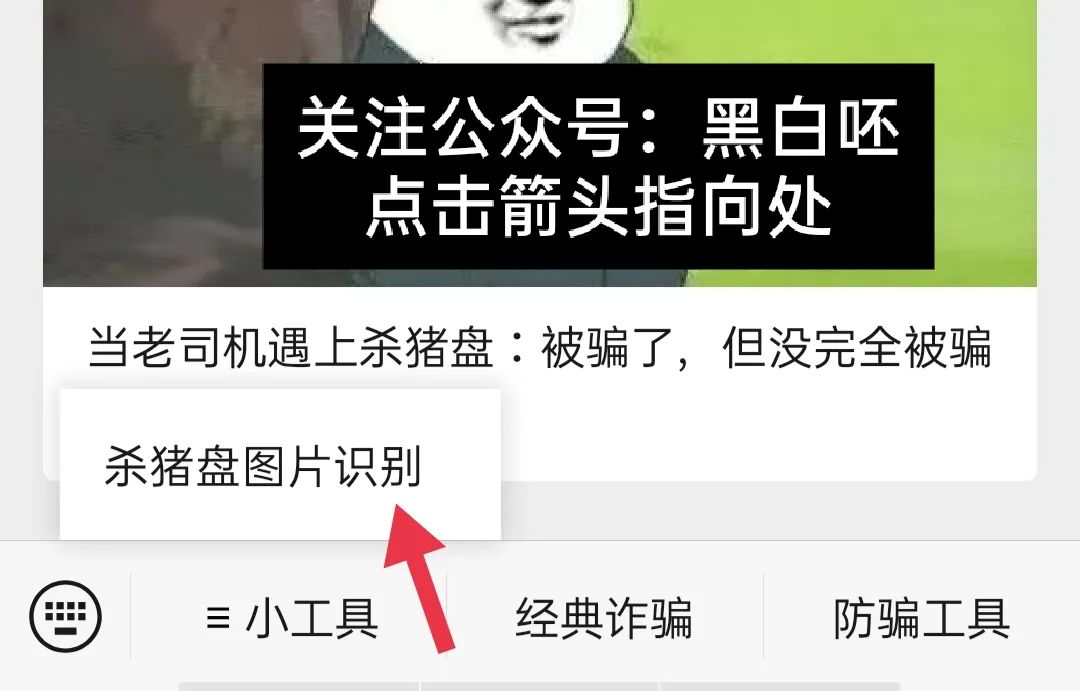 关注公众号：黑白呸
点击箭头指向处
当老司机遇上杀猪盘：被骗了，但没完全被骗
杀猪盘图片识别
小工具
经典诈骗
防骗工具